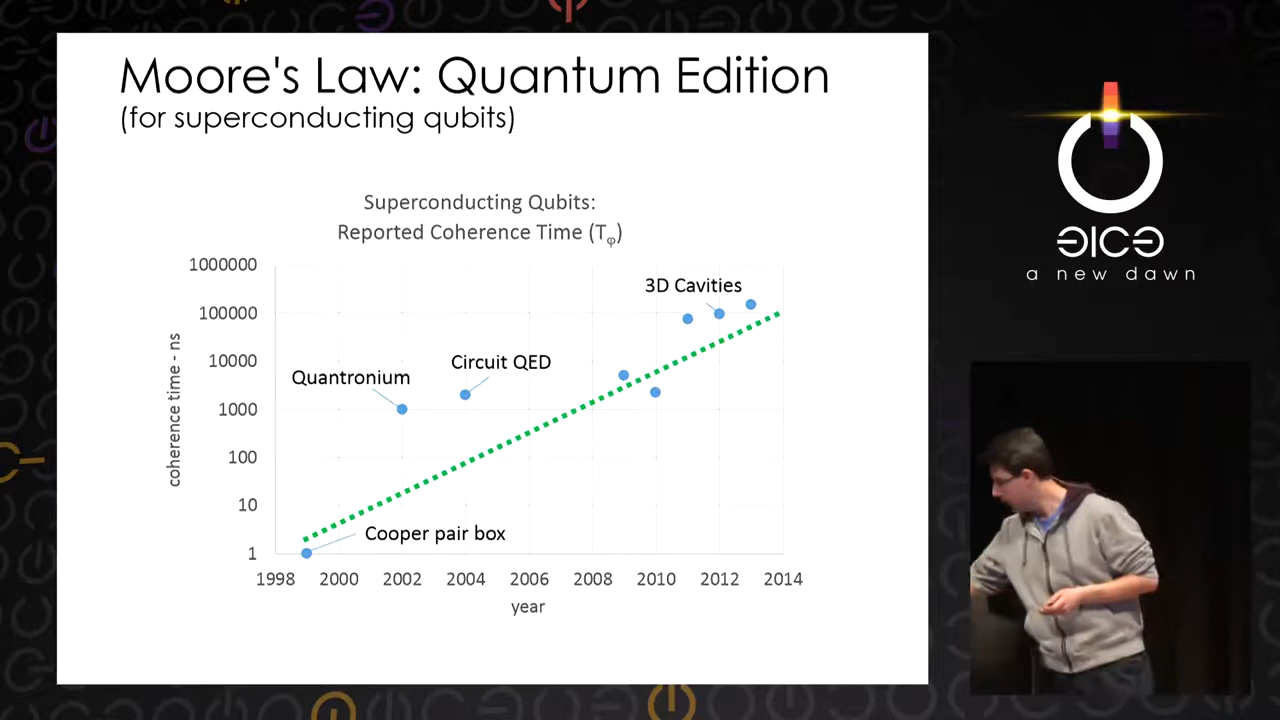 Moore's Law: Quantum Edition
(for superconducting qubits)
Superconducting Qubits:
Reported Coherence Time (Tφ)
coherence time - ns
1000000
100000
10000
1000
100
10
1
Quantronium
Circuit QED
3D Cavities
Cooper pair box
1998 2000 2002 2004 2006 2008 2010 2012 2014
year
a new dawn